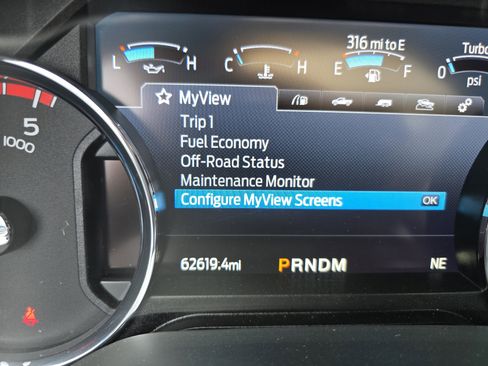 316 mi to E
Turbo
L H C H E F 0
psi
MyView
Trip 1
Fuel Economy
Off-Road Status
Maintenance Monitor
Configure MyView Screens OK
5
1000
62619.4mi PRNDM NE